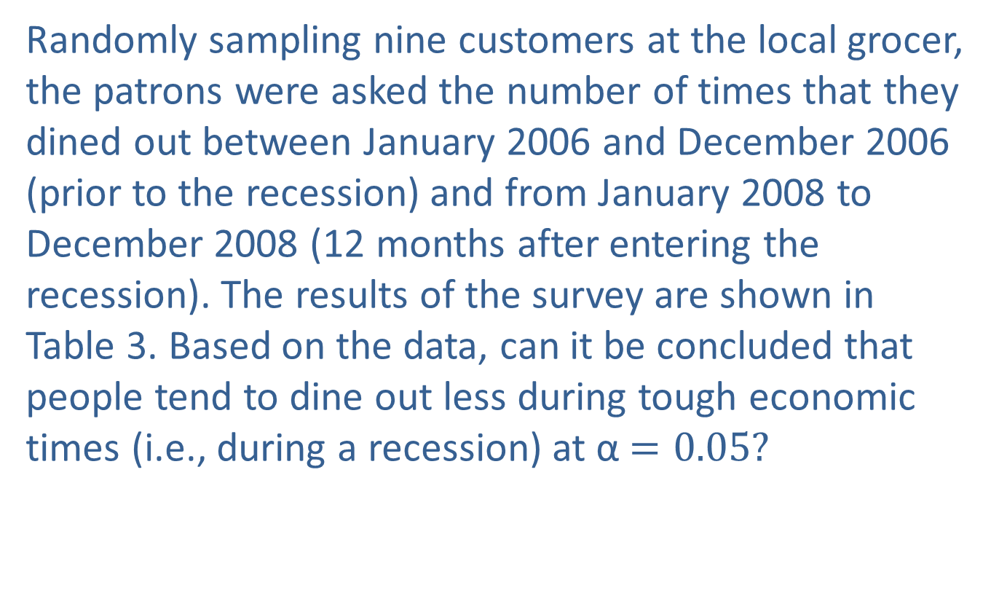 Randomly sampling nine customers at the local grocer,
the patrons were asked the number of times that they
dined out between January 2006 and December 2006
(prior to the recession) and from January 2008 to
December 2008 (12 months after entering the
recession). The results of the survey are shown in
Table 3. Based on the data, can it be concluded that
people tend to dine out less during tough economic
times (i.e., during a recession) at α = 0.05?